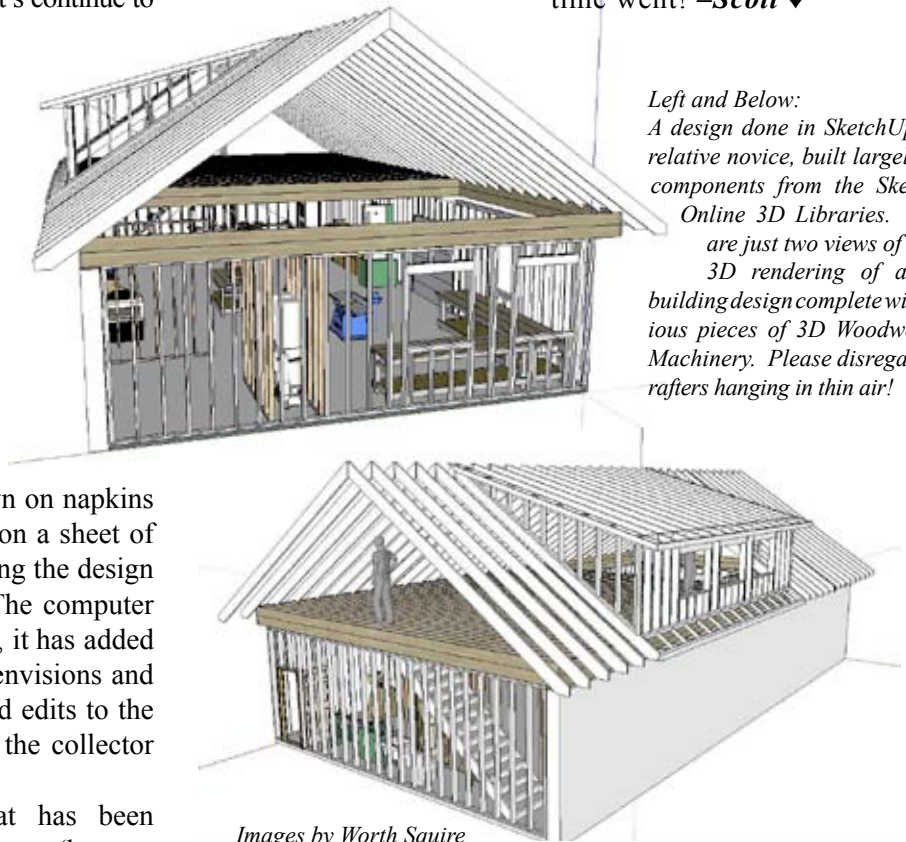 's continue to
time went! –Scott
Left and Below:
A design done in SketchUp
relative novice, built largel
components from the Ske
Online 3D Libraries.
are just two views of
3D rendering of a
building design complete wi
ious pieces of 3D Woodw
Machinery. Please disrega
rafters hanging in thin air!
n on napkins
on a sheet of
ng the design
The computer
, it has added
envisions and
d edits to the
the collector
at has been
Images by Worth Squire